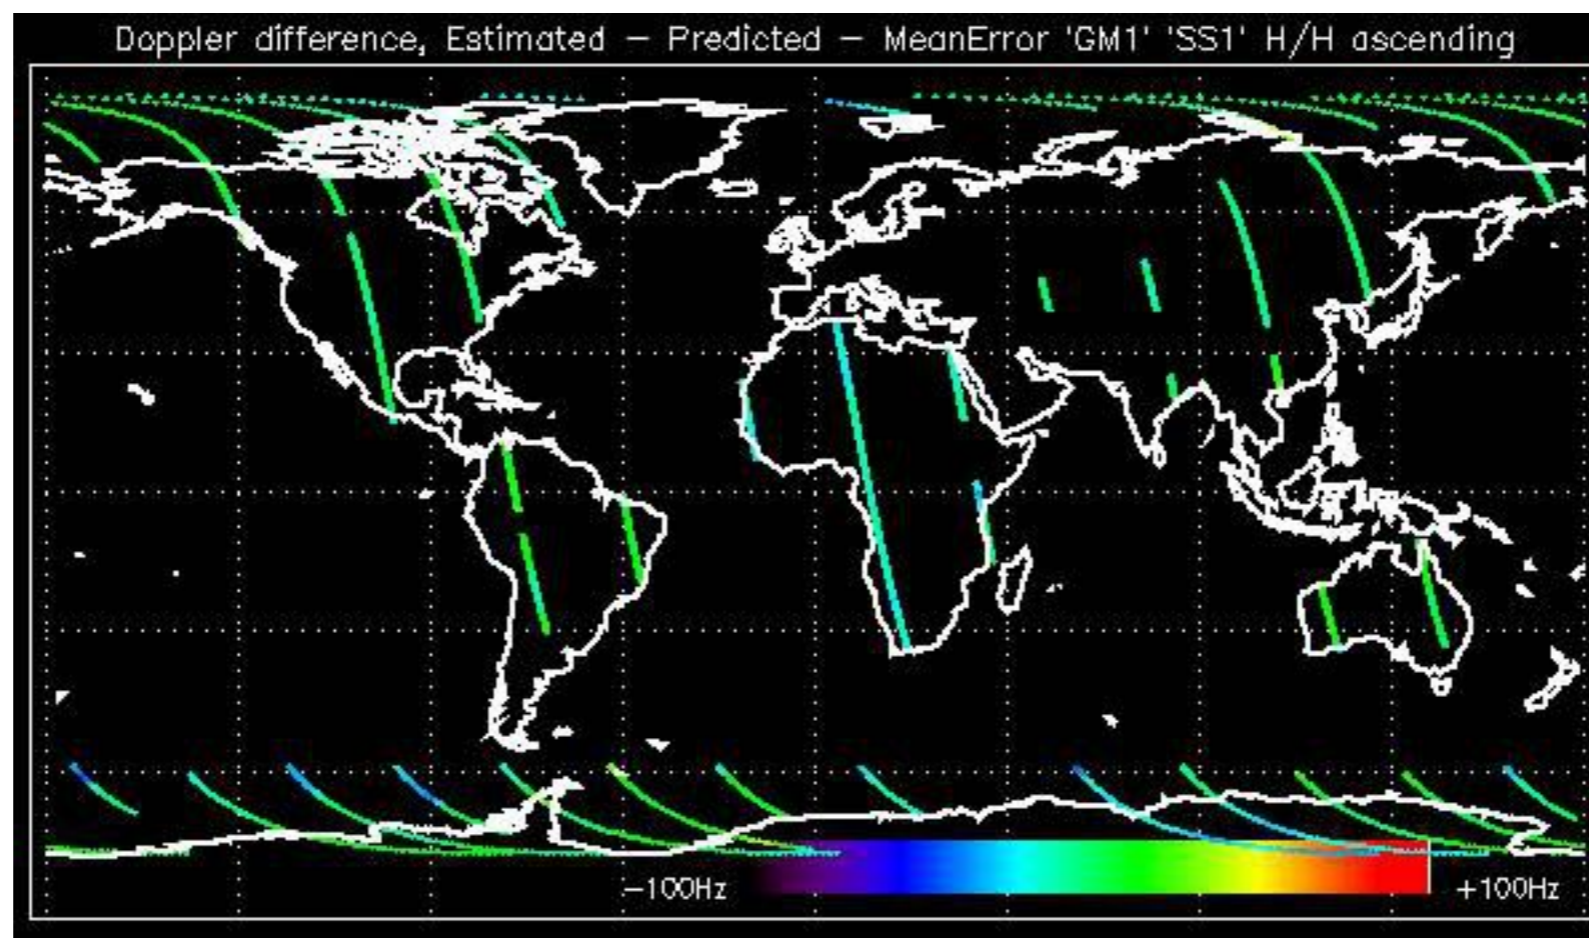 Doppler difference, Estimated – Predicted – MeanError 'GM1' 'SS1' H/H ascending
–100Hz +100Hz